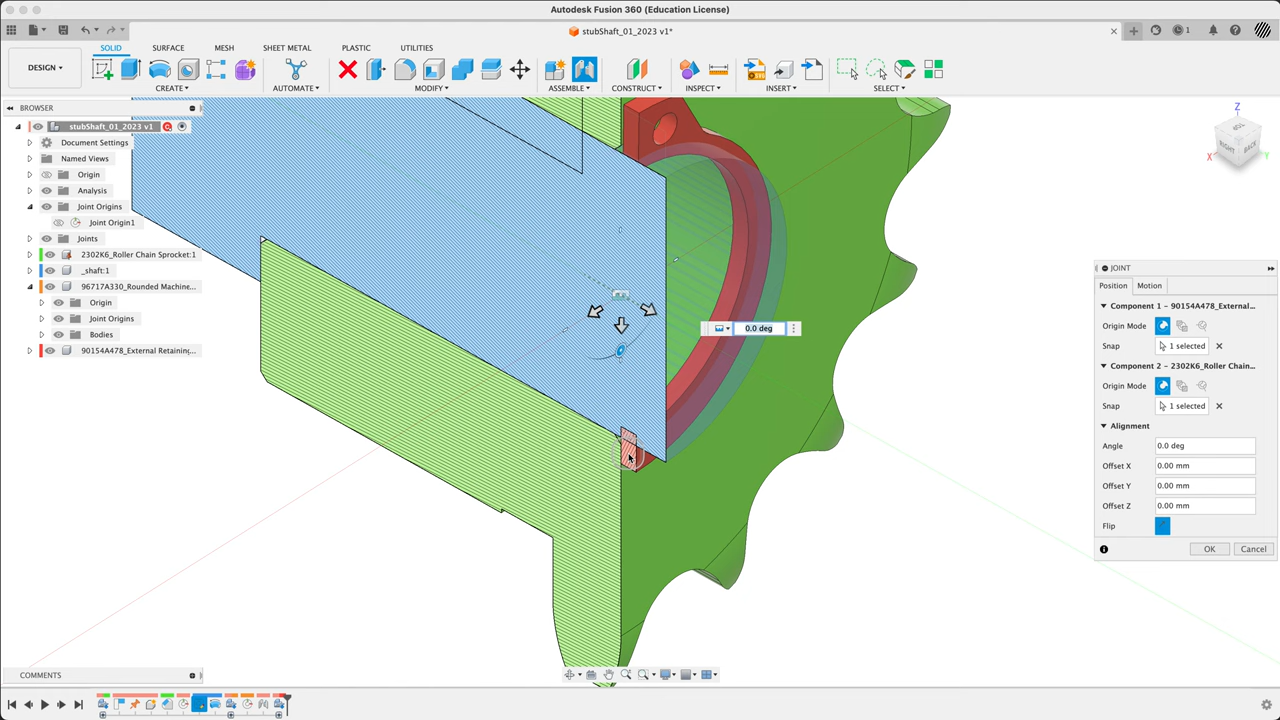 Autodesk Fusion 360 (Education License)
stubShaft_01_2023 v1*
1
DESIGN
SOLID
SURFACE
MESH
SHEET METAL
PLASTIC
UTILITIES
CREATE
AUTOMATE
MODIFY
ASSEMBLE
CONSTRUCT
INSPECT
INSERT
SELECT
BROWSER
stubShaft_01_2023 v1
Document Settings
Named Views
Origin
Analysis
Joint Origins
Joint Origin1
Joints
2302K6_Roller Chain Sprocket:1
_shaft:1
96717A330_Rounded Machine...
Origin
Joint Origins
Bodies
90154A478_External Retaining...
Z
RIGHT
BACK
X
Y
0.0 deg
JOINT
Position
Motion
Component 1 - 90154A478_External...
Origin Mode
Snap
1 selected
Component 2 - 2302K6_Roller Chain...
Origin Mode
Snap
1 selected
Alignment
Angle
0.0 deg
Offset X
0.00 mm
Offset Y
0.00 mm
Offset Z
0.00 mm
Flip
OK
Cancel
COMMENTS